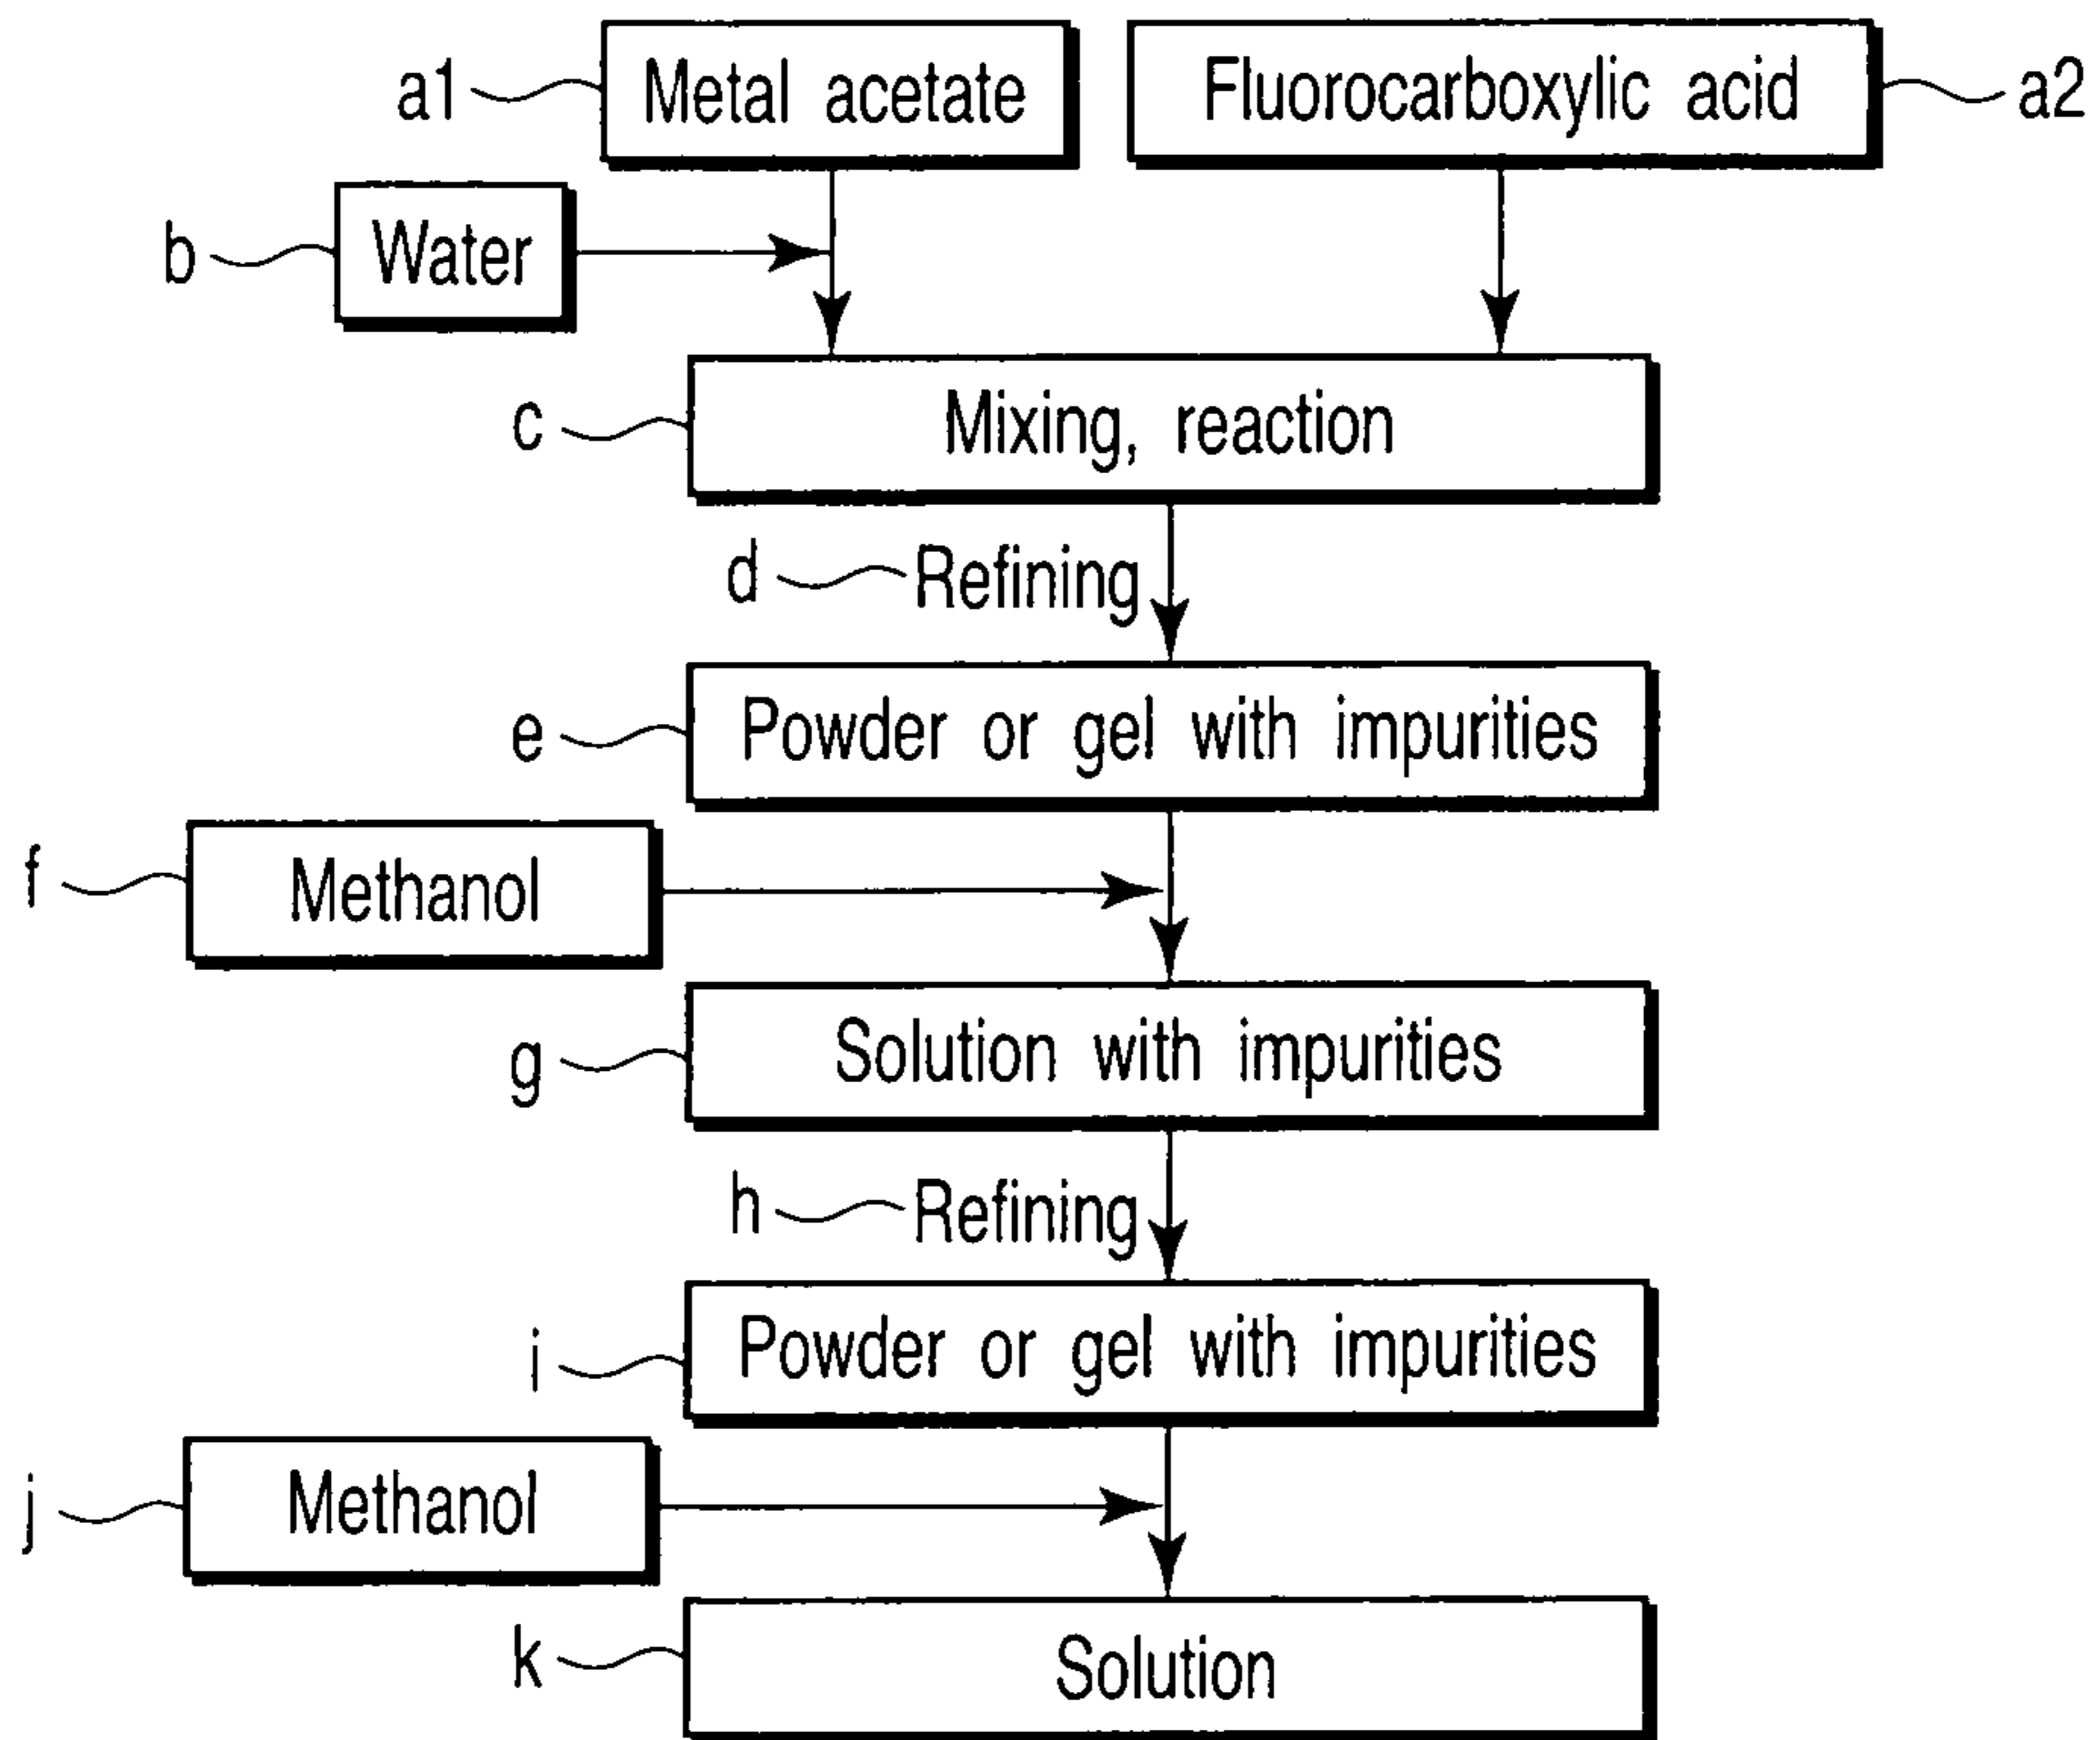 a1 Metal acetate Fluorocarboxylic acid a2
b Water
c Mixing, reaction
d Refining
e Powder or gel with impurities
f Methanol
g Solution with impurities
h Refining
i Powder or gel with impurities
j Methanol
k Solution